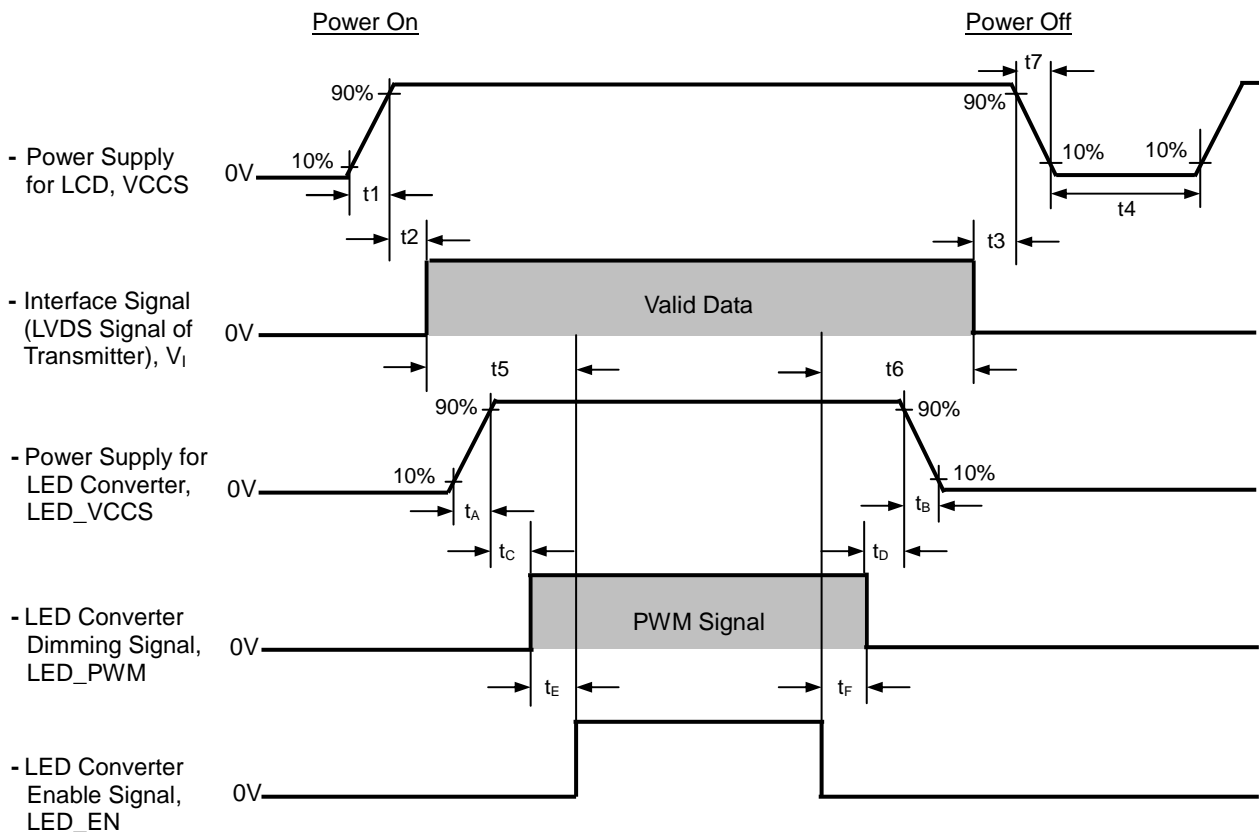 Power On
Power Off
t7
90%
90%
- Power Supply
for LCD, VCCS
10%
10%
10%
0V
t1
t4
t2
t3
- Interface Signal
(LVDS Signal of
Transmitter), VI
0V
Valid Data
t5
t6
90%
90%
- Power Supply for
LED Converter,
LED_VCCS
10%
10%
0V
tA
tB
tC
tD
- LED Converter
Dimming Signal,
LED_PWM
0V
PWM Signal
tE
tF
- LED Converter
Enable Signal,
LED_EN
0V